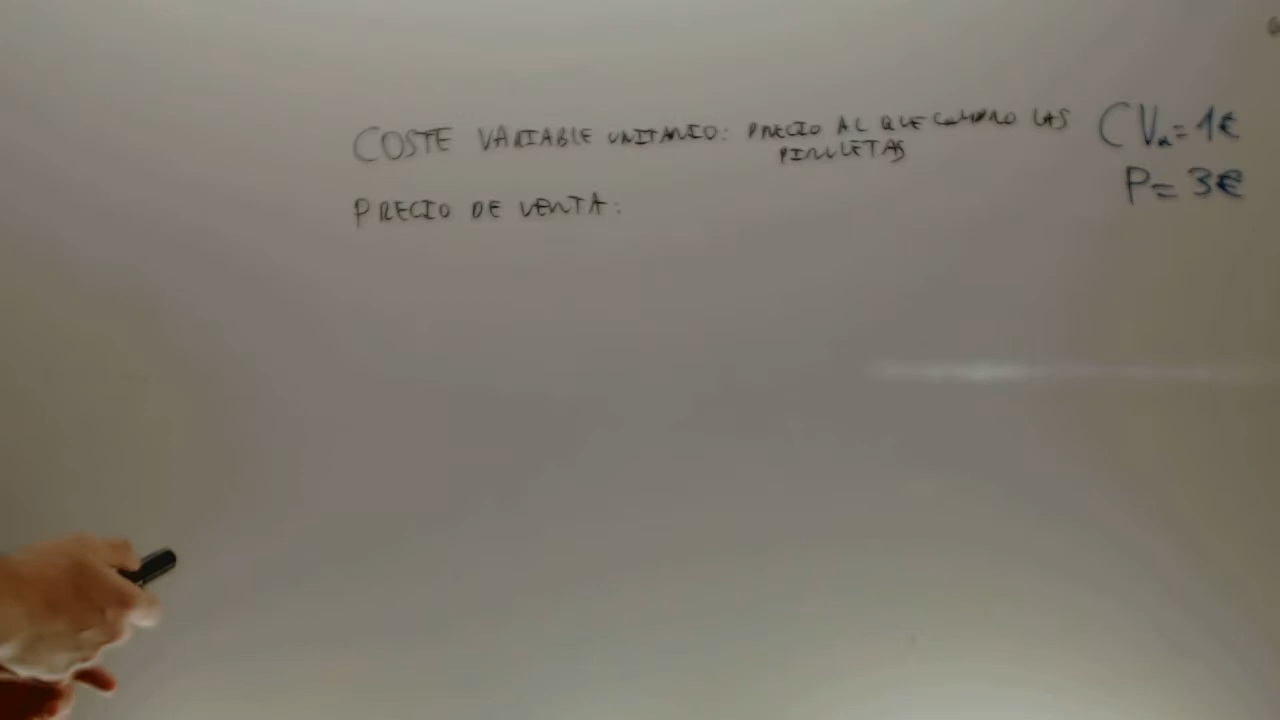 COSTE VARIABLE UNITARIO: PRECIO AL QUE COMPRO LAS
PIRULETAS
CVu=1€
PRECIO DE VENTA:
P=3€